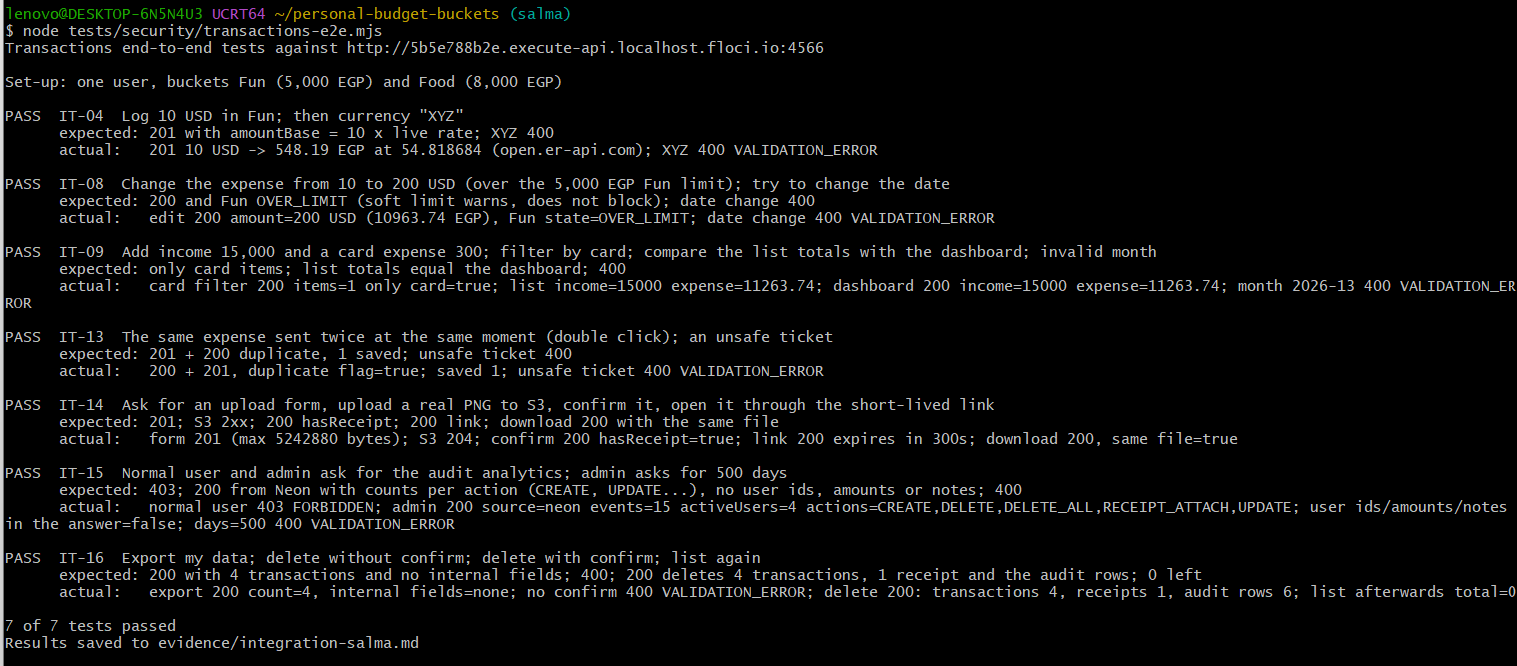 lenovo@DESKTOP-6N5N4U3 UCRT64 ~/personal-budget-buckets (salma)
$ node tests/security/transactions-e2e.mjs
Transactions end-to-end tests against http://5b5e788b2e.execute-api.localhost.floci.io:4566
Set-up: one user, buckets Fun (5,000 EGP) and Food (8,000 EGP)
PASS  IT-04  Log 10 USD in Fun; then currency "XYZ"
expected: 201 with amountBase = 10 x live rate; XYZ 400
actual:   201 10 USD -> 548.19 EGP at 54.818684 (open.er-api.com); XYZ 400 VALIDATION_ERROR
PASS  IT-08  Change the expense from 10 to 200 USD (over the 5,000 EGP Fun limit); try to change the date
expected: 200 and Fun OVER_LIMIT (soft limit warns, does not block); date change 400
actual:   edit 200 amount=200 USD (10963.74 EGP), Fun state=OVER_LIMIT; date change 400 VALIDATION_ERROR
PASS  IT-09  Add income 15,000 and a card expense 300; filter by card; compare the list totals with the dashboard; invalid month
expected: only card items; list totals equal the dashboard; 400
actual:   card filter 200 items=1 only card=true; list income=15000 expense=11263.74; dashboard 200 income=15000 expense=11263.74; month 2026-13 400 VALIDATION_ER
ROR
PASS  IT-13  The same expense sent twice at the same moment (double click); an unsafe ticket
expected: 201 + 200 duplicate, 1 saved; unsafe ticket 400
actual:   200 + 201, duplicate flag=true; saved 1; unsafe ticket 400 VALIDATION_ERROR
PASS  IT-14  Ask for an upload form, upload a real PNG to S3, confirm it, open it through the short-lived link
expected: 201; S3 2xx; 200 hasReceipt; 200 link; download 200 with the same file
actual:   form 201 (max 5242880 bytes); S3 204; confirm 200 hasReceipt=true; link 200 expires in 300s; download 200, same file=true
PASS  IT-15  Normal user and admin ask for the audit analytics; admin asks for 500 days
expected: 403; 200 from Neon with counts per action (CREATE, UPDATE...), no user ids, amounts or notes; 400
actual:   normal user 403 FORBIDDEN; admin 200 source=neon events=15 activeUsers=4 actions=CREATE,DELETE,DELETE_ALL,RECEIPT_ATTACH,UPDATE; user ids/amounts/notes
in the answer=false; days=500 400 VALIDATION_ERROR
PASS  IT-16  Export my data; delete without confirm; delete with confirm; list again
expected: 200 with 4 transactions and no internal fields; 400; 200 deletes 4 transactions, 1 receipt and the audit rows; 0 left
actual:   export 200 count=4, internal fields=none; no confirm 400 VALIDATION_ERROR; delete 200: transactions 4, receipts 1, audit rows 6; list afterwards total=0
7 of 7 tests passed
Results saved to evidence/integration-salma.md